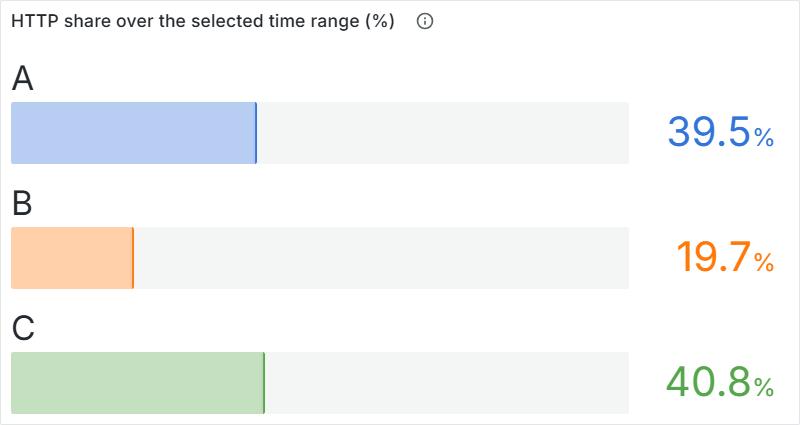 HTTP share over the selected time range (%)
A
39.5%
B
19.7%
C
40.8%